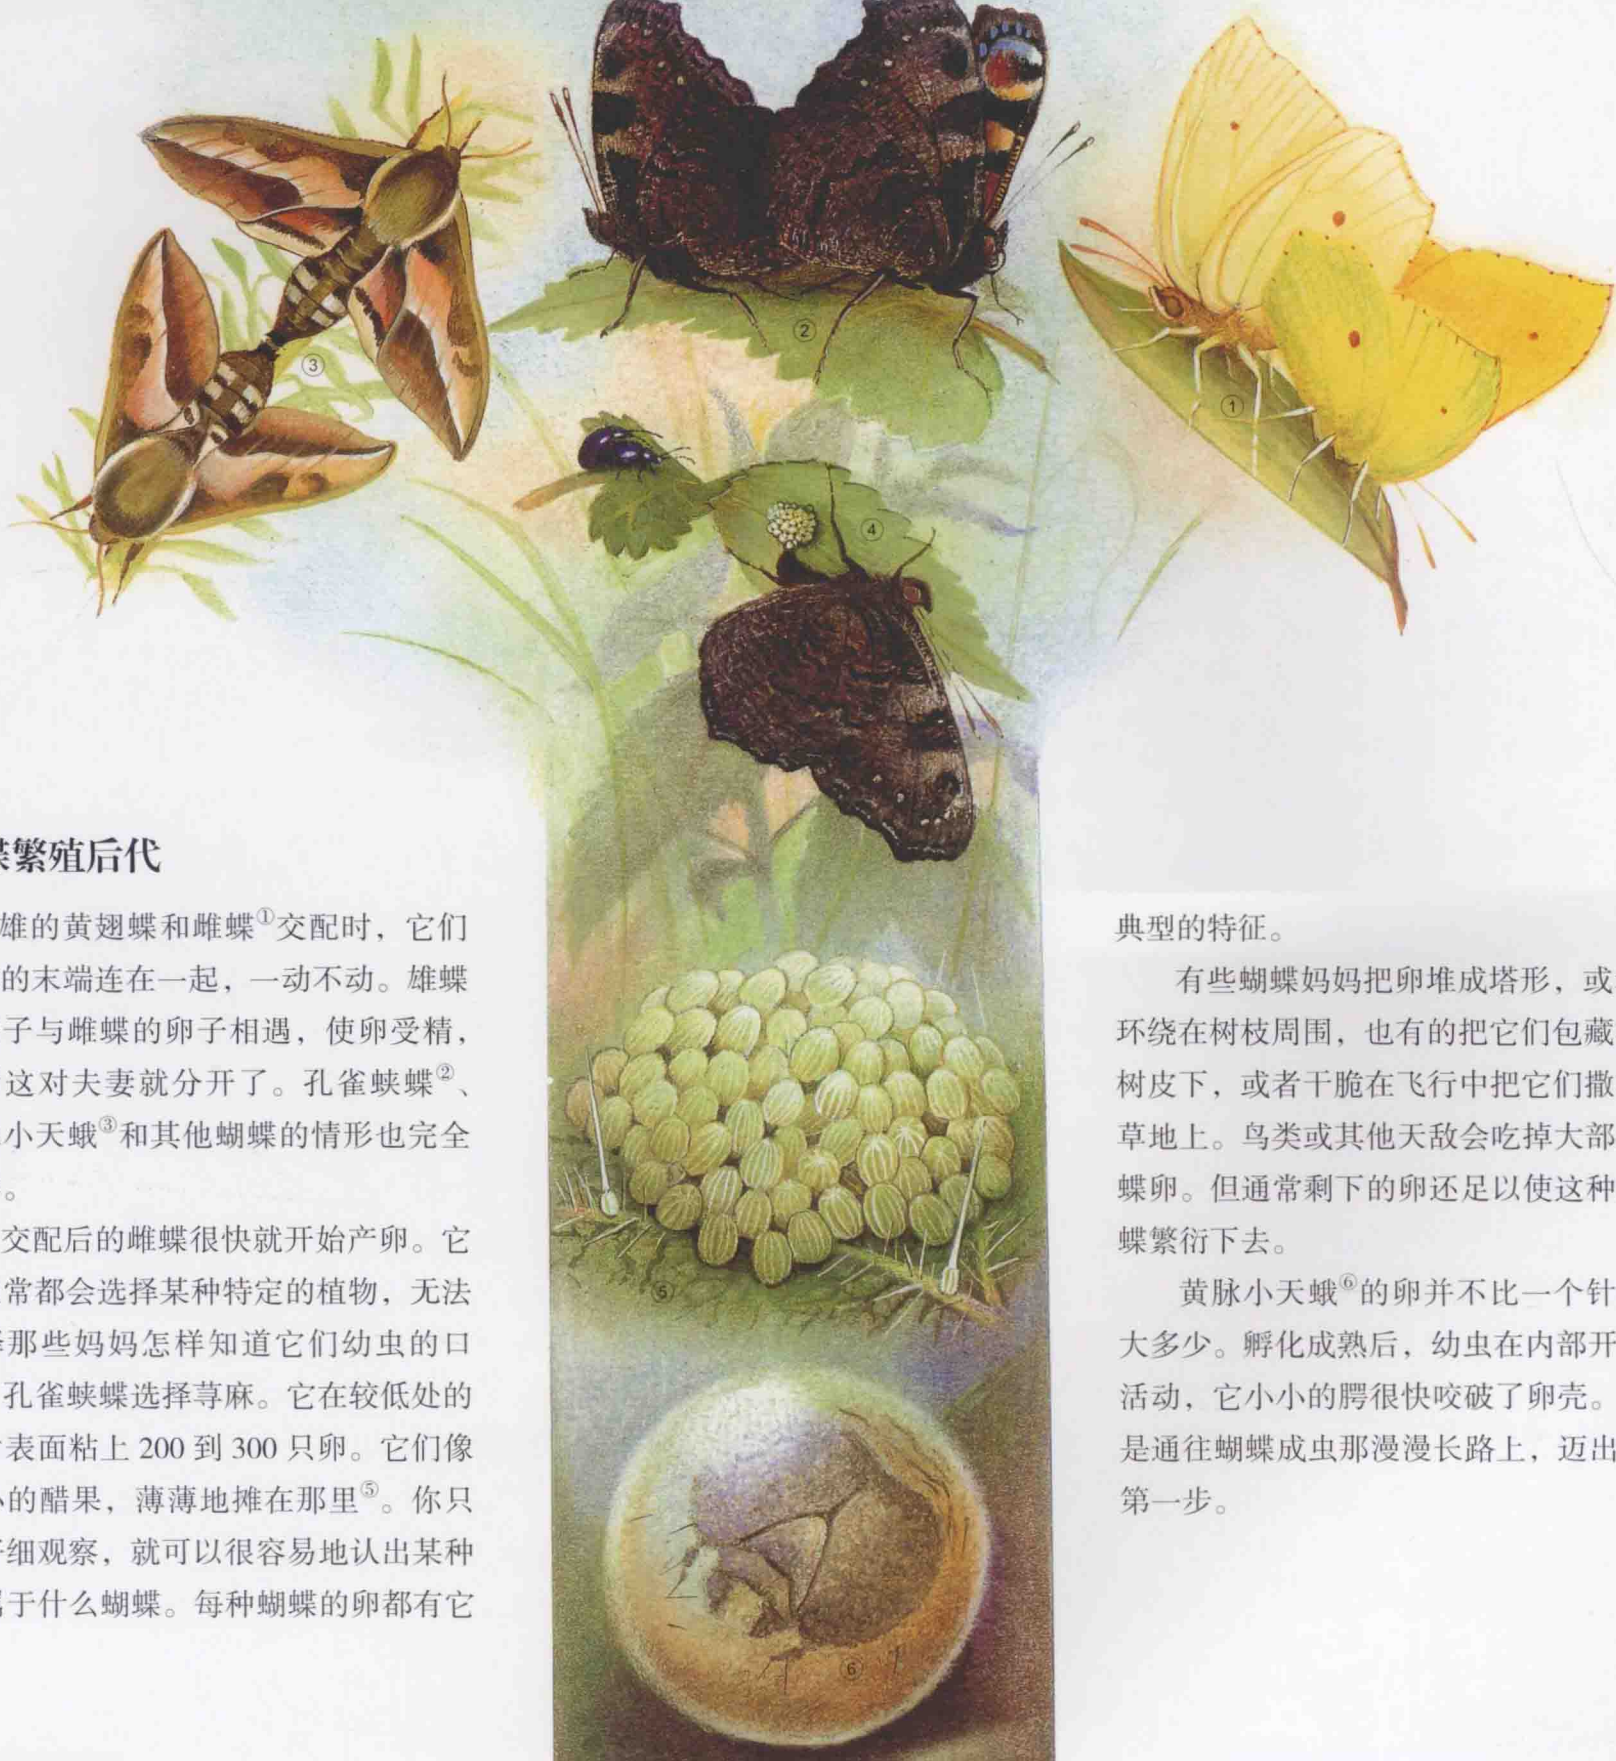 繁殖后代
雄的黄翅蝶和雌蝶①交配时，它们
的末端连在一起，一动不动。雄蝶
子与雌蝶的卵子相遇，使卵受精，
这对夫妻就分开了。孔雀蛱蝶②、
小天蛾③和其他蝴蝶的情形也完全
。
交配后的雌蝶很快就开始产卵。它
常都会选择某种特定的植物，无法
那些妈妈怎样知道它们幼虫的口
孔雀蛱蝶选择荨麻。它在较低处的
表面粘上 200 到 300 只卵。它们像
的醋果，薄薄地摊在那里⑤。你只
细观察，就可以很容易地认出某种
于什么蝴蝶。每种蝴蝶的卵都有它
③
②
①
④
⑤
⑥
典型的特征。
有些蝴蝶妈妈把卵堆成塔形，或
环绕在树枝周围，也有的把它们包藏
树皮下，或者干脆在飞行中把它们撒
草地上。鸟类或其他天敌会吃掉大部
蝶卵。但通常剩下的卵还足以使这种
蝶繁衍下去。
黄脉小天蛾⑥的卵并不比一个针
大多少。孵化成熟后，幼虫在内部开
活动，它小小的腭很快咬破了卵壳。
是通往蝴蝶成虫那漫漫长路上，迈出
第一步。